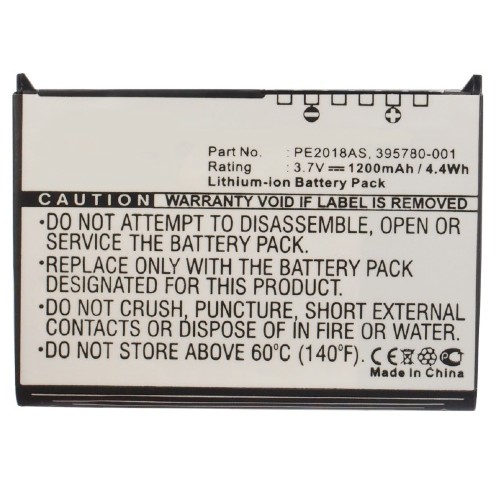 Part No. : PE2018AS, 395780-001
Rating : 3.7V⎓1200mAh / 4.4Wh
Lithium-ion Battery Pack
CAUTION WARRANTY VOID IF LABEL IS REMOVED
•DO NOT ATTEMPT TO DISASSEMBLE, OPEN OR
SERVICE THE BATTERY PACK.
•REPLACE ONLY WITH THE BATTERY PACK
DESIGNATED FOR THIS PRODUCT.
•DO NOT CRUSH, PUNCTURE, SHORT EXTERNAL
CONTACTS OR DISPOSE IN FIRE OR WATER.
•DO NOT STORE ABOVE 60°C (140°F).
CE
Made In China